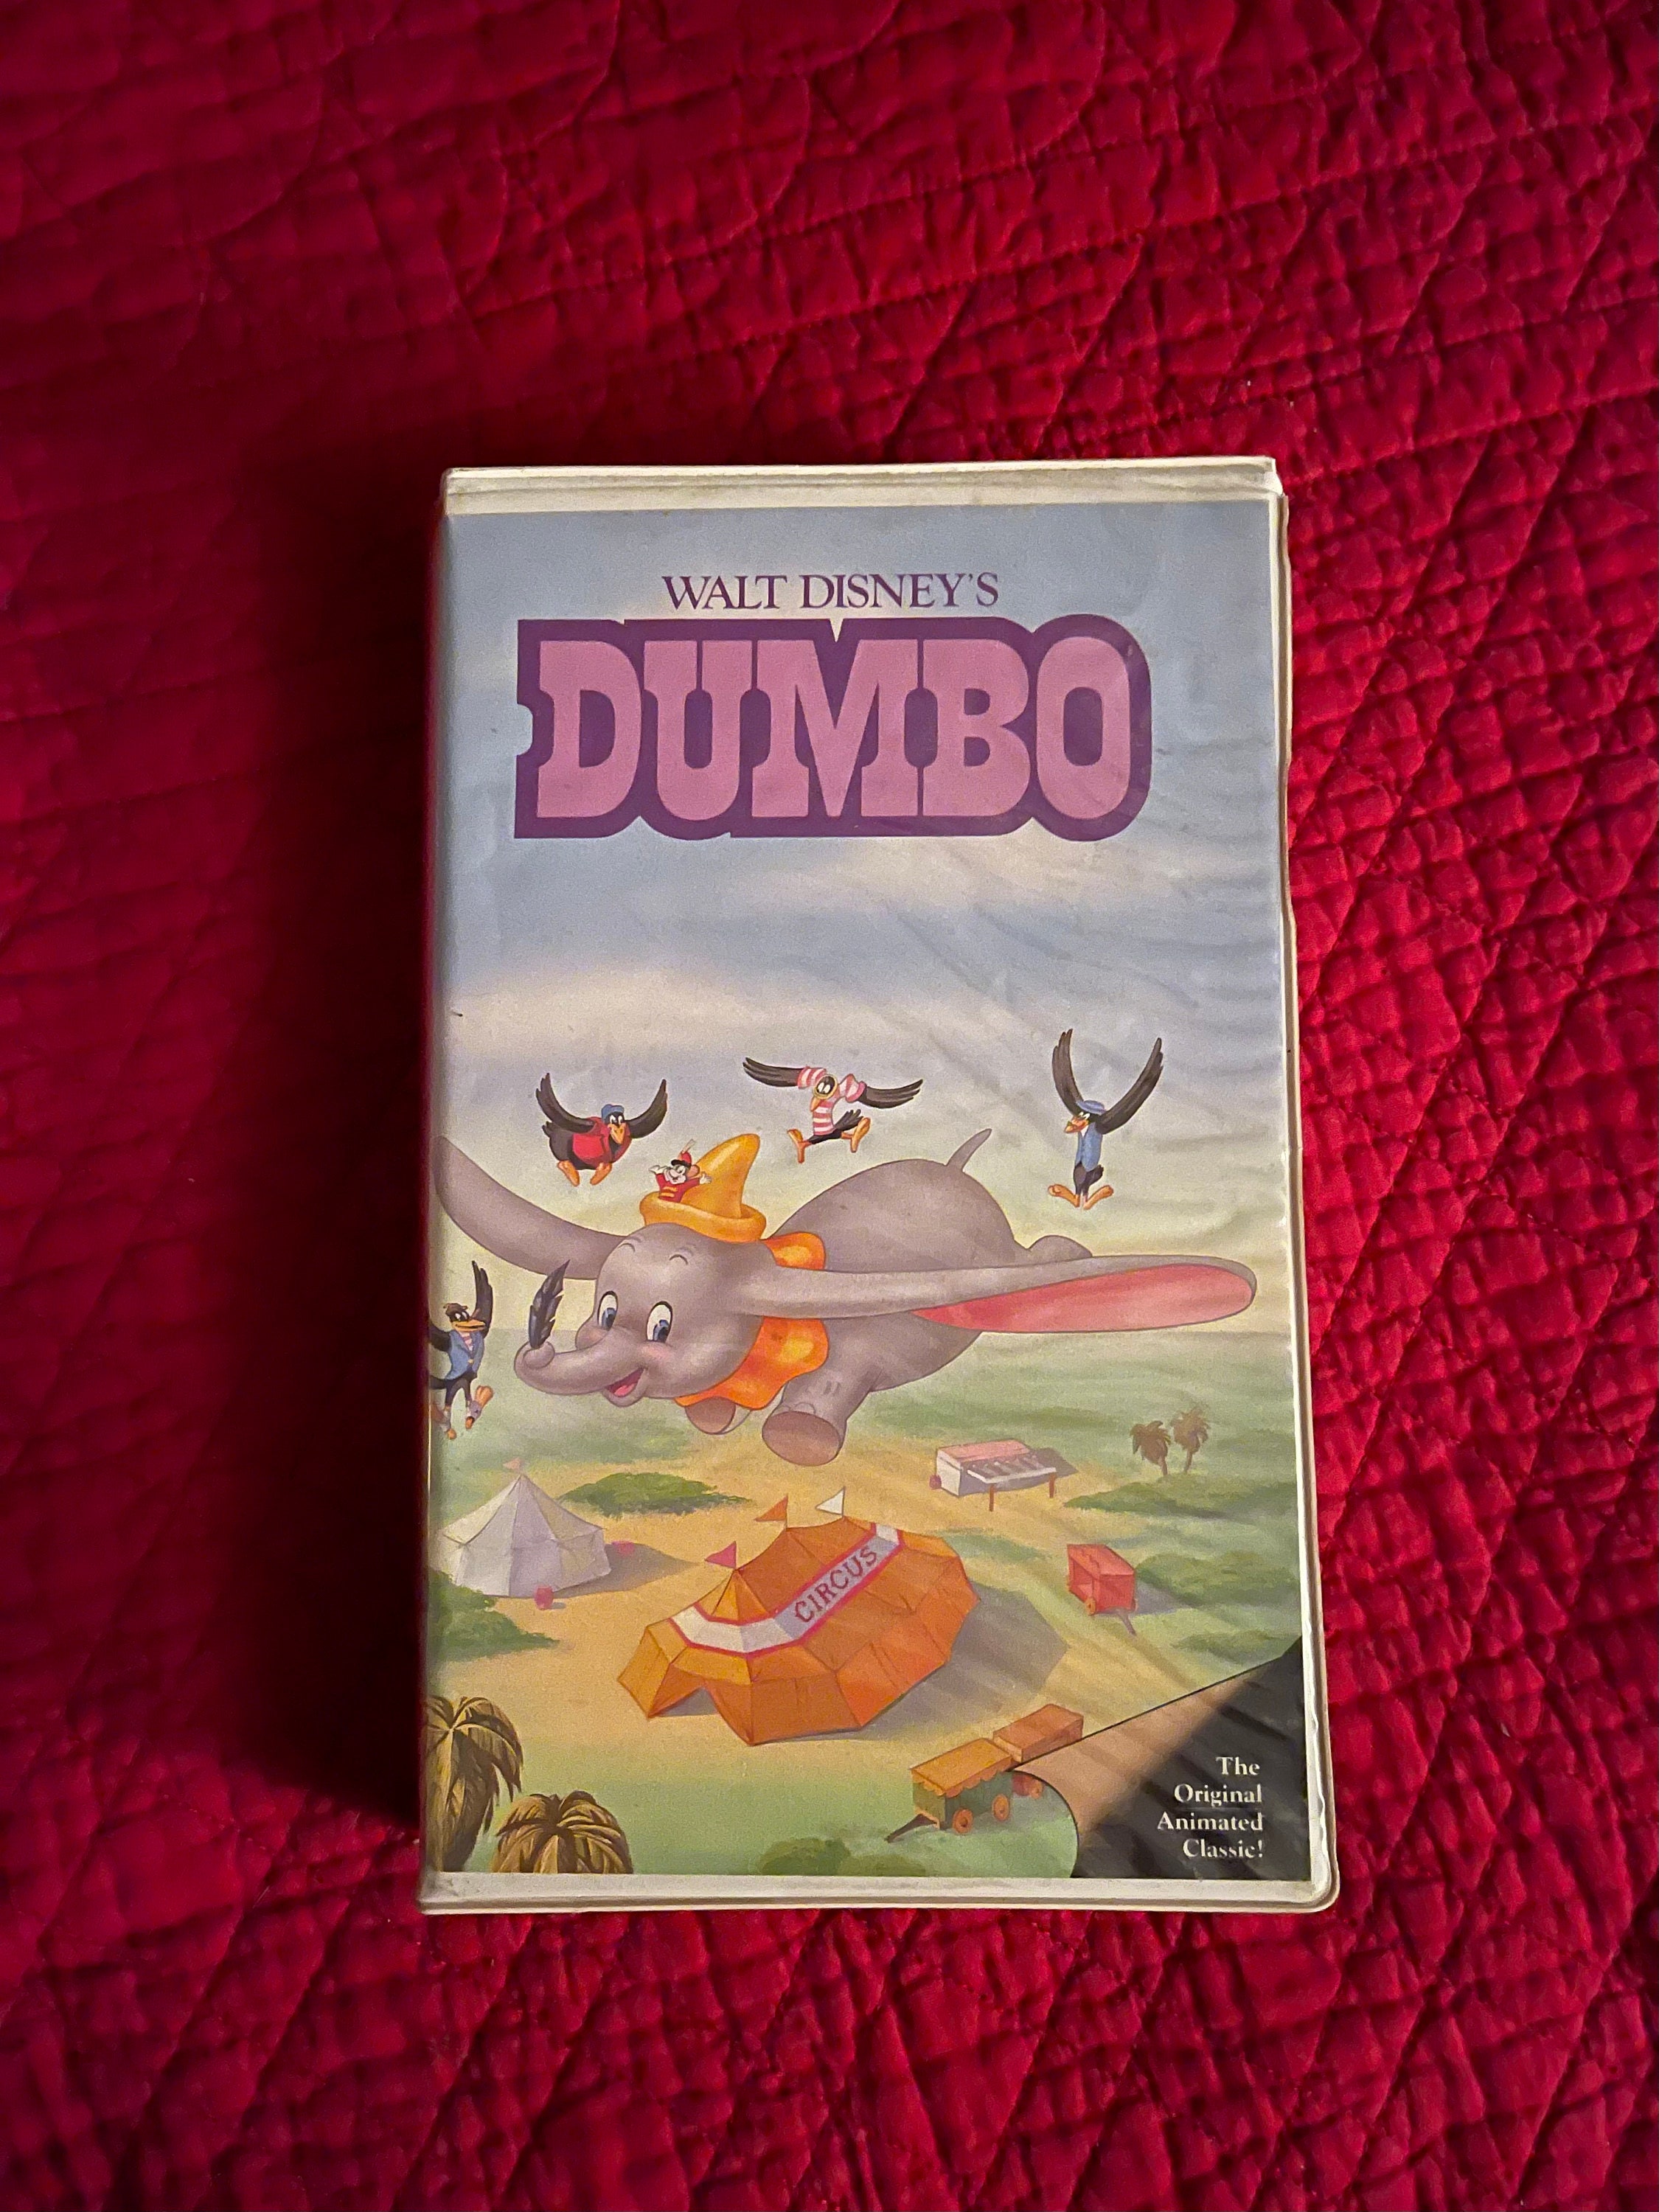 WALT DISNEY'S
DUMBO
CIRCUS
The
Original
Animated
Classic!